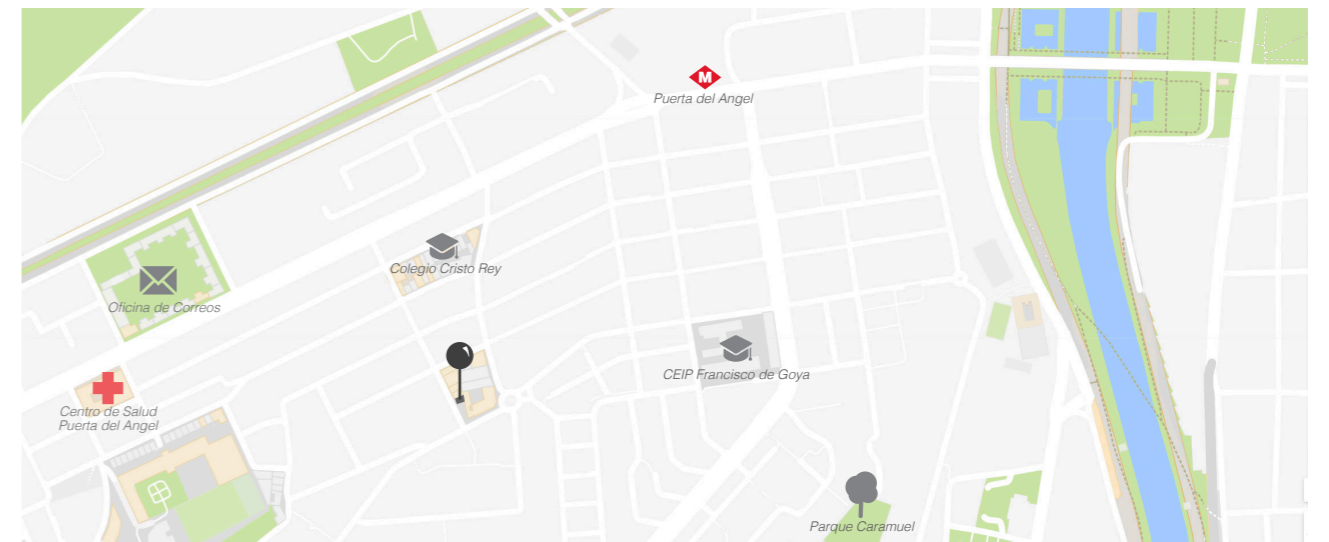 M
Puerta del Angel
Colegio Cristo Rey
Oficina de Correos
CEIP Francisco de Goya
Centro de Salud
Puerta del Angel
Parque Caramuel